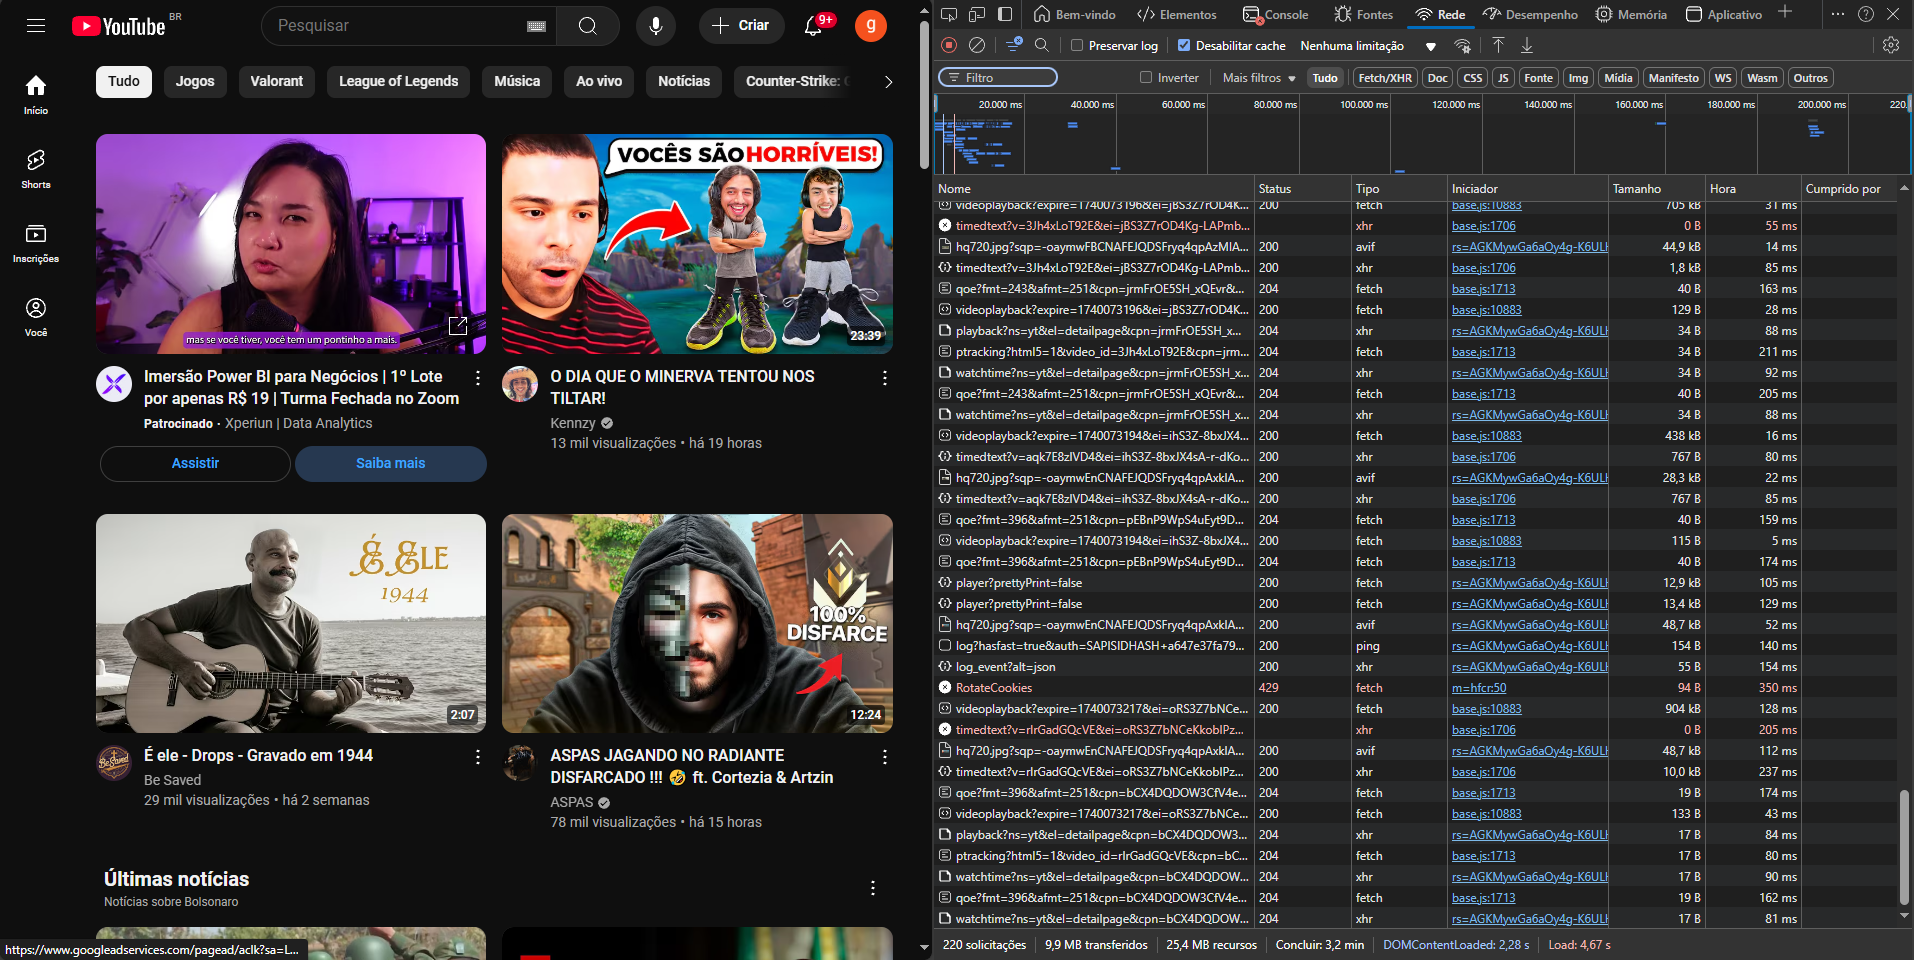 YouTube BR
Pesquisar
Criar
9+
g
Tudo
Jogos
Valorant
League of Legends
Música
Ao vivo
Notícias
Counter-Strike:
Início
Shorts
Inscrições
Você
mas se você tiver, você tem um pontinho a mais.
Imersão Power BI para Negócios | 1º Lote
por apenas R$ 19 | Turma Fechada no Zoom
Patrocinado · Xperiun | Data Analytics
Assistir
Saiba mais
VOCÊS SÃO HORRÍVEIS!
23:39
O DIA QUE O MINERVA TENTOU NOS
TILTAR!
Kennzy
13 mil visualizações • há 19 horas
É ELE
1944
2:07
É ele - Drops - Gravado em 1944
Be Saved
29 mil visualizações • há 2 semanas
100%
DISFARCE
12:24
ASPAS JAGANDO NO RADIANTE
DISFARCADO !!! 🤣 ft. Cortezia & Artzin
ASPAS
78 mil visualizações • há 15 horas
Últimas notícias
Notícias sobre Bolsonaro
https://www.googleadservices.com/pagead/aclk?sa=L...
Bem-vindo
Elementos
Console
Fontes
Rede
Desempenho
Memória
Aplicativo
Preservar log
Desabilitar cache
Nenhuma limitação
Filtro
Inverter
Mais filtros
Tudo
Fetch/XHR
Doc
CSS
JS
Fonte
Img
Mídia
Manifesto
WS
Wasm
Outros
20.000 ms 40.000 ms 60.000 ms 80.000 ms 100.000 ms 120.000 ms 140.000 ms 160.000 ms 180.000 ms 200.000 ms 220.
Nome Status Tipo Iniciador Tamanho Hora Cumprido por
videoplayback?expire=1740073196&ei=jBS3Z7rOD4K... 200 fetch base.js:10883 705 kB 31 ms
timedtext?v=3Jh4xLoT92E&ei=jBS3Z7rOD4Kg-LAPmb... xhr base.js:1706 0 B 55 ms
hq720.jpg?sqp=-oaymwFBCNAFEJQDSFryq4qpAzMIA... 200 avif rs=AGKMywGa6aOy4g-K6ULH 44,9 kB 14 ms
timedtext?v=3Jh4xLoT92E&ei=jBS3Z7rOD4Kg-LAPmb... 200 xhr base.js:1706 1,8 kB 85 ms
qoe?fmt=243&afmt=251&cpn=jrmFrOE5SH_xQEvr&... 204 fetch base.js:1713 40 B 163 ms
videoplayback?expire=1740073196&ei=jBS3Z7rOD4K... 200 fetch base.js:10883 129 B 28 ms
playback?ns=yt&el=detailpage&cpn=jrmFrOE5SH_x... 204 xhr rs=AGKMywGa6aOy4g-K6ULH 34 B 88 ms
ptracking?html5=1&video_id=3Jh4xLoT92E&cpn=jrm... 204 fetch base.js:1713 34 B 211 ms
watchtime?ns=yt&el=detailpage&cpn=jrmFrOE5SH_x... 204 xhr rs=AGKMywGa6aOy4g-K6ULH 34 B 92 ms
qoe?fmt=243&afmt=251&cpn=jrmFrOE5SH_xQEvr&... 204 fetch base.js:1713 40 B 205 ms
watchtime?ns=yt&el=detailpage&cpn=jrmFrOE5SH_x... 204 xhr rs=AGKMywGa6aOy4g-K6ULH 34 B 88 ms
videoplayback?expire=1740073194&ei=ihS3Z-8bxJX4... 200 fetch base.js:10883 438 kB 16 ms
timedtext?v=aqk7E8zIVD4&ei=ihS3Z-8bxJX4sA-r-dKo... 200 xhr base.js:1706 767 B 80 ms
hq720.jpg?sqp=-oaymwEnCNAFEJQDSFryq4qpAxkIA... 200 avif rs=AGKMywGa6aOy4g-K6ULH 28,3 kB 22 ms
timedtext?v=aqk7E8zIVD4&ei=ihS3Z-8bxJX4sA-r-dKo... 200 xhr base.js:1706 767 B 85 ms
qoe?fmt=396&afmt=251&cpn=pEBnP9WpS4uEyt9D... 204 fetch base.js:1713 40 B 159 ms
videoplayback?expire=1740073194&ei=ihS3Z-8bxJX4... 200 fetch base.js:10883 115 B 5 ms
qoe?fmt=396&afmt=251&cpn=pEBnP9WpS4uEyt9D... 204 fetch base.js:1713 40 B 174 ms
player?prettyPrint=false 200 fetch rs=AGKMywGa6aOy4g-K6ULH 12,9 kB 105 ms
player?prettyPrint=false 200 fetch rs=AGKMywGa6aOy4g-K6ULH 13,4 kB 129 ms
hq720.jpg?sqp=-oaymwEnCNAFEJQDSFryq4qpAxkIA... 200 avif rs=AGKMywGa6aOy4g-K6ULH 48,7 kB 52 ms
log?hasfast=true&auth=SAPISIDHASH+a647e37fa79... 200 ping rs=AGKMywGa6aOy4g-K6ULH 154 B 140 ms
log_event?alt=json 200 xhr rs=AGKMywGa6aOy4g-K6ULH 55 B 154 ms
RotateCookies 429 fetch m=hfcr:50 94 B 350 ms
videoplayback?expire=1740073217&ei=oRS3Z7bNCe... 200 fetch base.js:10883 904 kB 128 ms
timedtext?v=rIrGadGQcVE&ei=oRS3Z7bNCeKkobIPz... xhr base.js:1706 0 B 205 ms
hq720.jpg?sqp=-oaymwEnCNAFEJQDSFryq4qpAxkIA... 200 avif rs=AGKMywGa6aOy4g-K6ULH 48,7 kB 112 ms
timedtext?v=rIrGadGQcVE&ei=oRS3Z7bNCeKkobIPz... 200 xhr base.js:1706 10,0 kB 237 ms
qoe?fmt=396&afmt=251&cpn=bCX4DQDOW3CfV4e... 204 fetch base.js:1713 19 B 174 ms
videoplayback?expire=1740073217&ei=oRS3Z7bNCe... 200 fetch base.js:10883 133 B 43 ms
playback?ns=yt&el=detailpage&cpn=bCX4DQDOW3... 204 xhr rs=AGKMywGa6aOy4g-K6ULH 17 B 84 ms
ptracking?html5=1&video_id=rIrGadGQcVE&cpn=bC... 204 fetch base.js:1713 17 B 80 ms
watchtime?ns=yt&el=detailpage&cpn=bCX4DQDOW... 204 xhr rs=AGKMywGa6aOy4g-K6ULH 17 B 90 ms
qoe?fmt=396&afmt=251&cpn=bCX4DQDOW3CfV4e... 204 fetch base.js:1713 19 B 162 ms
watchtime?ns=yt&el=detailpage&cpn=bCX4DQDOW... 204 xhr rs=AGKMywGa6aOy4g-K6ULH 17 B 81 ms
220 solicitações 9,9 MB transferidos 25,4 MB recursos Concluir: 3,2 min DOMContentLoaded: 2,28 s Load: 4,67 s